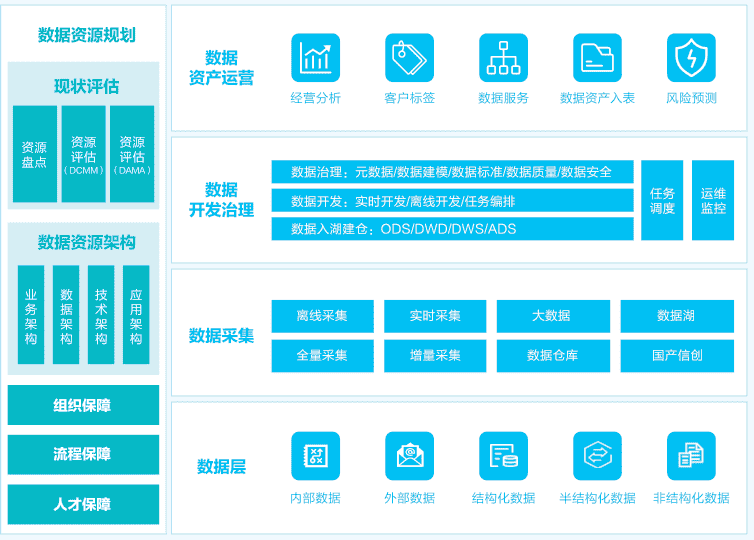 数据资源规划
现状评估
资源
盘点
资源
评估
(DCMM)
资源
评估
(DAMA)
数据资源架构
业务架构
数据架构
技术架构
应用架构
组织保障
流程保障
人才保障
数据
资产运营
经营分析
客户标签
数据服务
数据资产入表
风险预测
数据
开发治理
数据治理：元数据/数据建模/数据标准/数据质量/数据安全
数据开发：实时开发/离线开发/任务编排
数据入湖建仓：ODS/DWD/DWS/ADS
任务
调度
运维
监控
数据采集
离线采集
实时采集
大数据
数据湖
全量采集
增量采集
数据仓库
国产信创
数据层
内部数据
外部数据
结构化数据
半结构化数据
非结构化数据